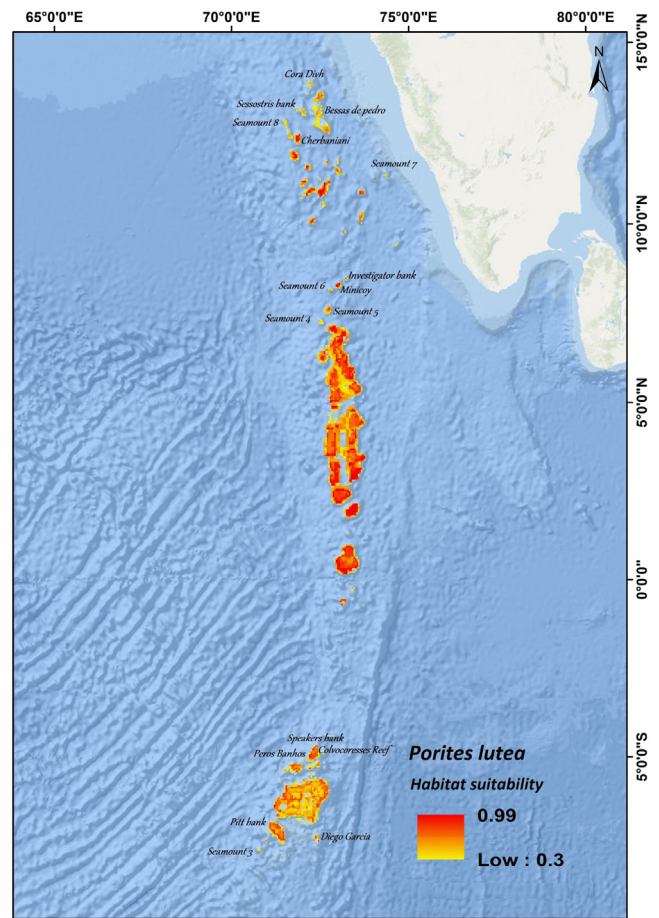 65°0'0"E
70°0'0"E
75°0'0"E
80°0'0"E
15°0'0"N
N
Cora Divh
Sessostris bank
Bessas de pedro
Seamount 8
Cherbaniani
Seamount 7
10°0'0"N
Investigator bank
Seamount 6
Minicoy
Seamount 5
Seamount 4
5°0'0"N
0°0'0"
Speakers bank
Colvocoresses Reef
Peros Banhos
5°0'0"S
Porites lutea
Habitat suitability
0.99
Low : 0.3
Pitt bank
Diego Garcia
Seamount 3